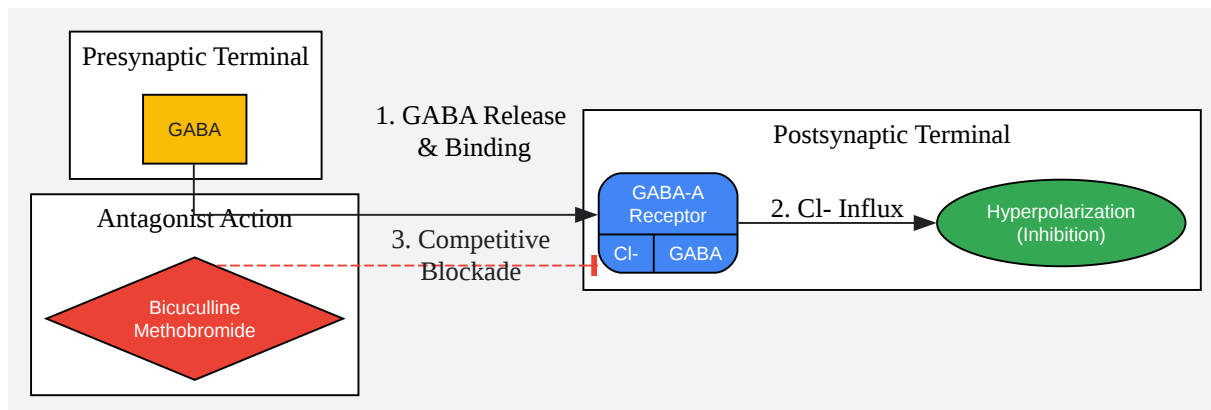 Presynaptic Terminal
GABA
1. GABA Release
& Binding
Postsynaptic Terminal
GABA-A
Receptor
Cl-
GABA
2. Cl- Influx
Hyperpolarization
(Inhibition)
Antagonist Action
3. Competitive
Blockade
Bicuculline
Methobromide